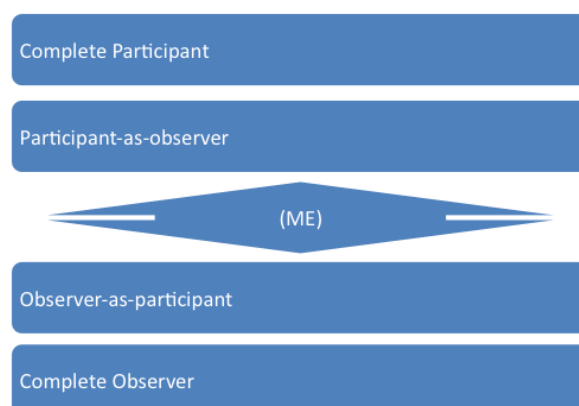 Complete Participant
Participant-as-observer
(ME)
Observer-as-participant
Complete Observer